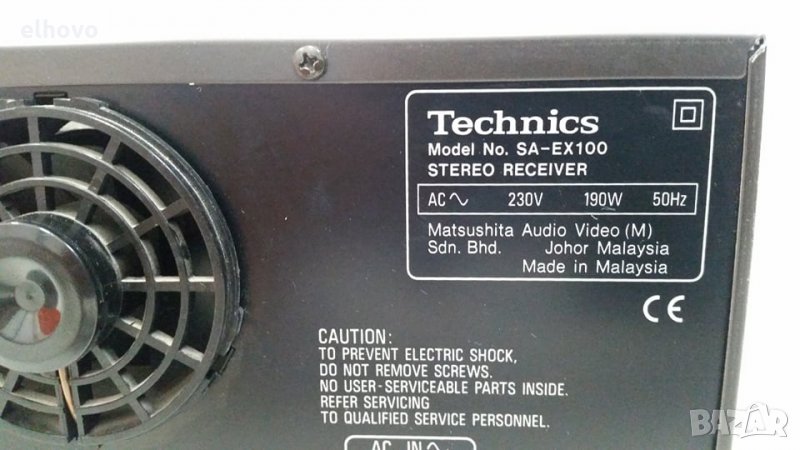 elhovo
Technics
Model No. SA-EX100
STEREO RECEIVER
AC∿ 230V 190W 50Hz
Matsushita Audio Video (M)
Sdn. Bhd. Johor Malaysia
Made in Malaysia
CE
CAUTION:
TO PREVENT ELECTRIC SHOCK,
DO NOT REMOVE SCREWS.
NO USER-SERVICEABLE PARTS INSIDE.
REFER SERVICING
TO QUALIFIED SERVICE PERSONNEL.
AC IN∿
BAZAR